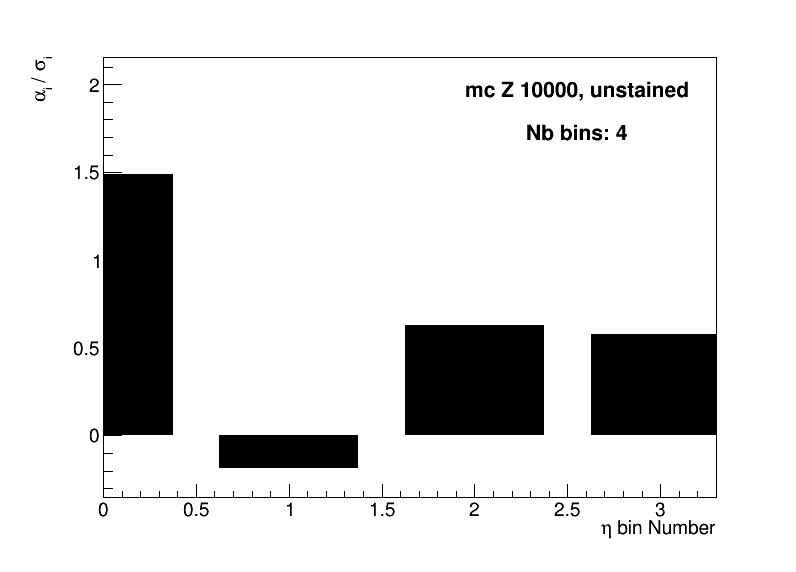 α_i / σ_i
mc Z 10000, unstained
Nb bins: 4
2
1.5
1
0.5
0
0 0.5 1 1.5 2 2.5 3
η bin Number